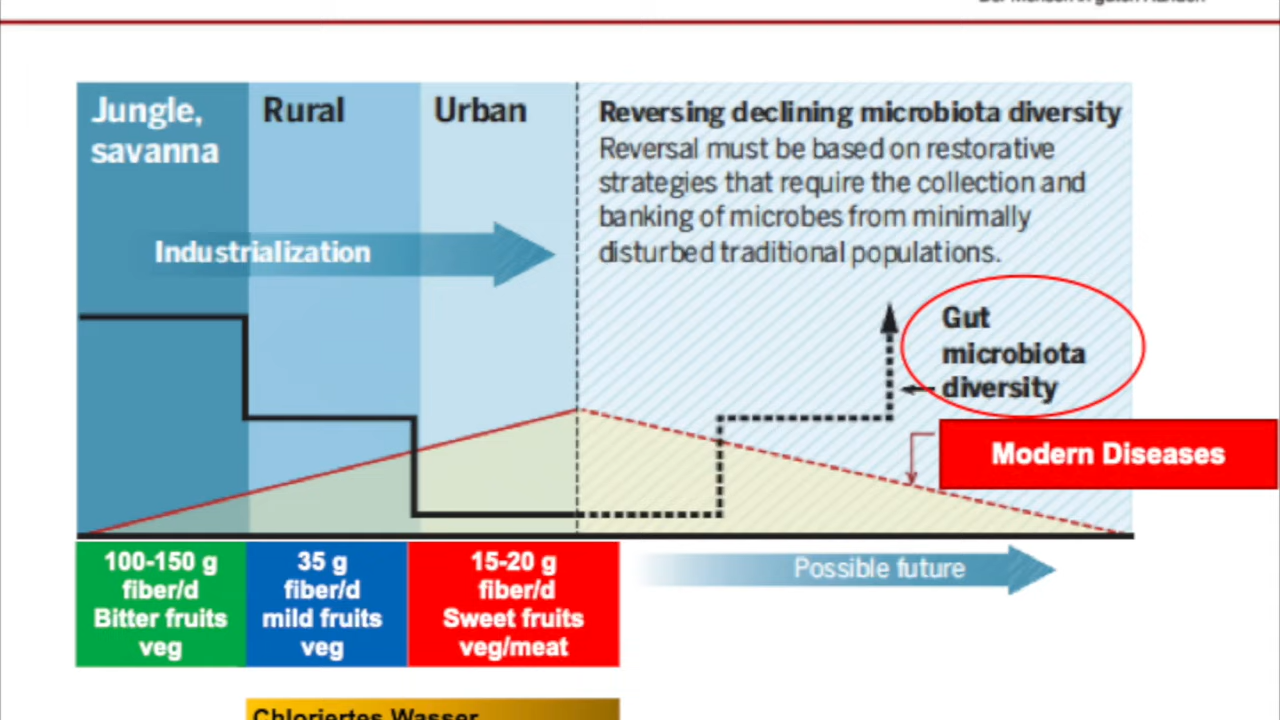 Jungle,
savanna
Rural
Urban
Reversing declining microbiota diversity
Reversal must be based on restorative
strategies that require the collection and
banking of microbes from minimally
disturbed traditional populations.
Industrialization
Gut
microbiota
diversity
Modern Diseases
100-150 g
fiber/d
Bitter fruits
veg
35 g
fiber/d
mild fruits
veg
15-20 g
fiber/d
Sweet fruits
veg/meat
Possible future
Chloriertes Wasser